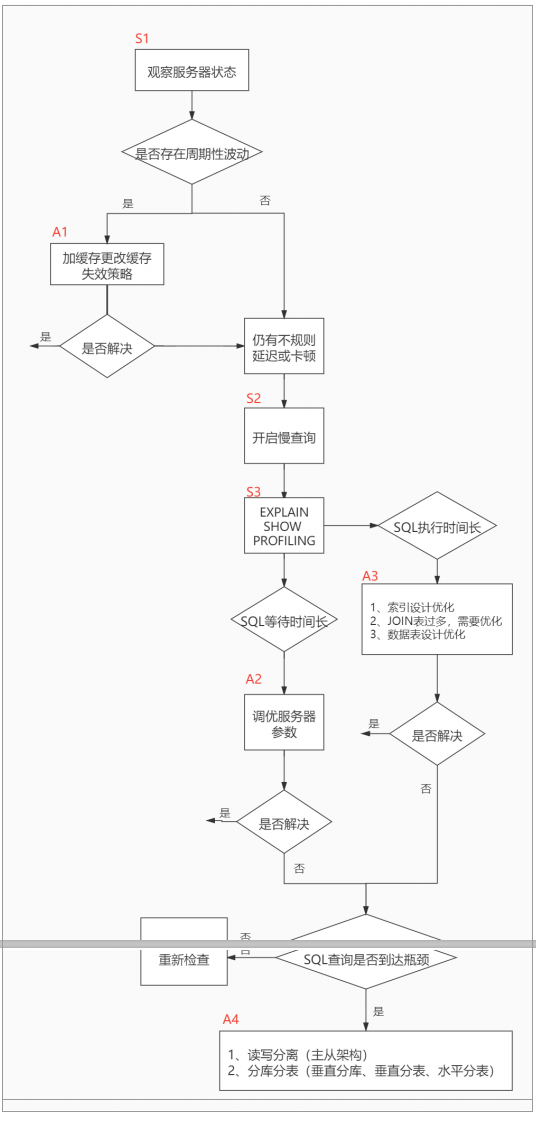 S1
观察服务器状态
是否存在周期性波动
是
否
A1
加缓存更改缓存
失效策略
是
是否解决
仍有不规则
延迟或卡顿
S2
开启慢查询
S3
EXPLAIN
SHOW
PROFILING
SQL执行时间长
A3
1、索引设计优化
2、JOIN表过多，需要优化
3、数据表设计优化
SQL等待时间长
A2
调优服务器
参数
是
是否解决
否
是
是否解决
否
否
重新检查
SQL查询是否到达瓶颈
是
A4
1、读写分离（主从架构）
2、分库分表（垂直分库、垂直分表、水平分表）